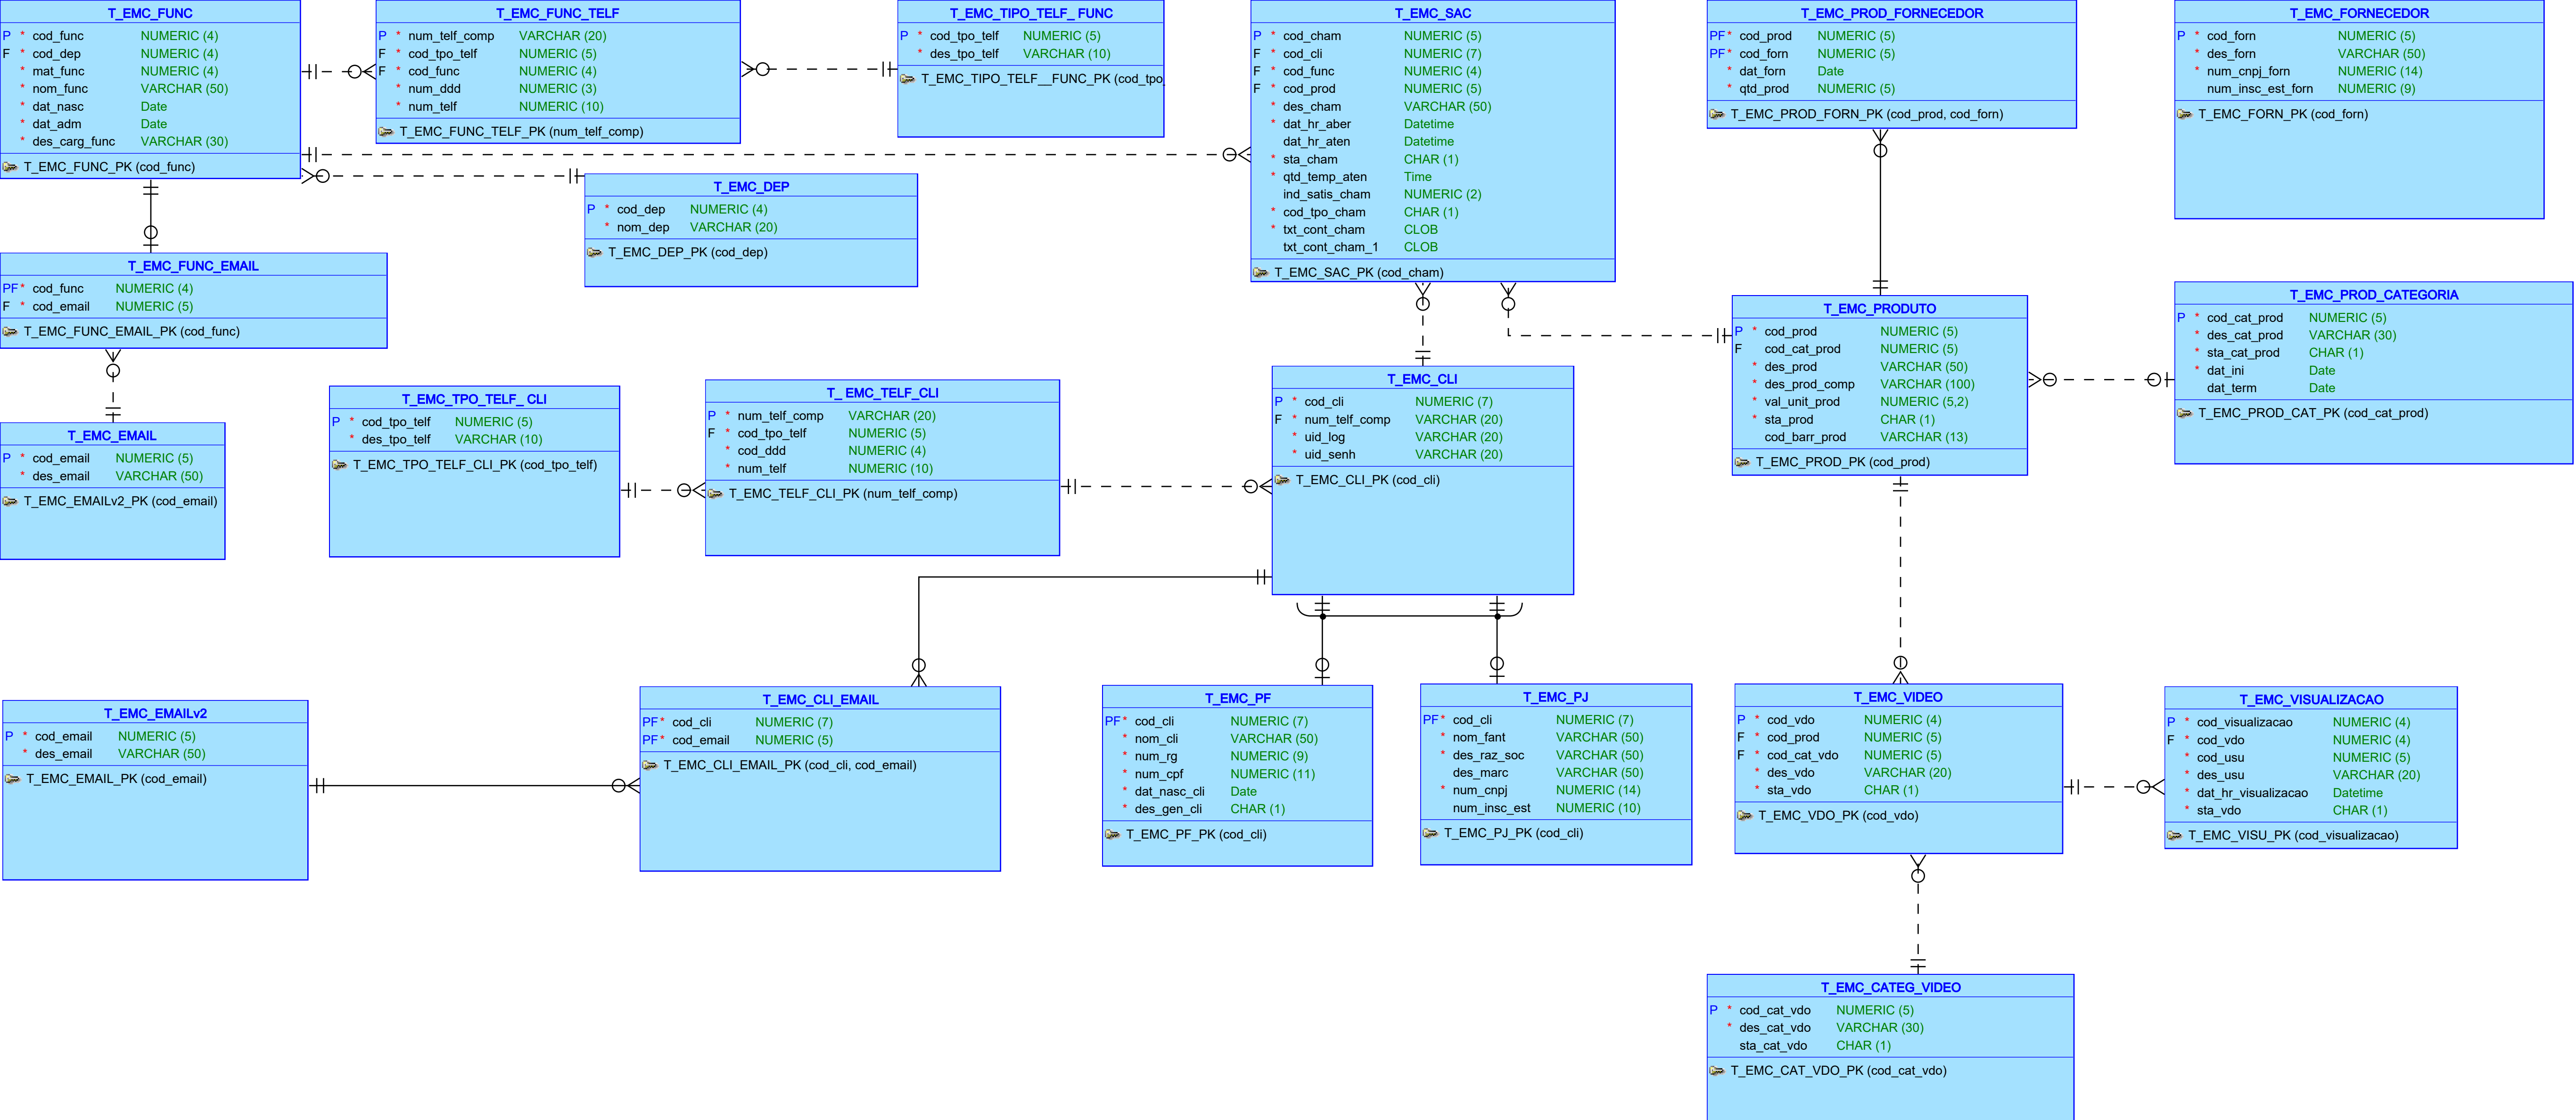 T_EMC_FUNC
P * cod_func NUMERIC (4)
F * cod_dep NUMERIC (4)
* mat_func NUMERIC (4)
* nom_func VARCHAR (50)
* dat_nasc Date
* dat_adm Date
* des_carg_func VARCHAR (30)
T_EMC_FUNC_PK (cod_func)
T_EMC_FUNC_TELF
P * num_telf_comp VARCHAR (20)
F * cod_tpo_telf NUMERIC (5)
F * cod_func NUMERIC (4)
* num_ddd NUMERIC (3)
* num_telf NUMERIC (10)
T_EMC_FUNC_TELF_PK (num_telf_comp)
T_EMC_TIPO_TELF_ FUNC
P * cod_tpo_telf NUMERIC (5)
* des_tpo_telf VARCHAR (10)
T_EMC_TIPO_TELF__FUNC_PK (cod_tpo
T_EMC_SAC
P * cod_cham NUMERIC (5)
F * cod_cli NUMERIC (7)
F * cod_func NUMERIC (4)
F * cod_prod NUMERIC (5)
* des_cham VARCHAR (50)
* dat_hr_aber Datetime
dat_hr_aten Datetime
* sta_cham CHAR (1)
* qtd_temp_aten Time
ind_satis_cham NUMERIC (2)
* cod_tpo_cham CHAR (1)
* txt_cont_cham CLOB
txt_cont_cham_1 CLOB
T_EMC_SAC_PK (cod_cham)
T_EMC_PROD_FORNECEDOR
PF * cod_prod NUMERIC (5)
PF * cod_forn NUMERIC (5)
* dat_forn Date
* qtd_prod NUMERIC (5)
T_EMC_PROD_FORN_PK (cod_prod, cod_forn)
T_EMC_FORNECEDOR
P * cod_forn NUMERIC (5)
* des_forn VARCHAR (50)
* num_cnpj_forn NUMERIC (14)
num_insc_est_forn NUMERIC (9)
T_EMC_FORN_PK (cod_forn)
T_EMC_DEP
P * cod_dep NUMERIC (4)
* nom_dep VARCHAR (20)
T_EMC_DEP_PK (cod_dep)
T_EMC_FUNC_EMAIL
PF * cod_func NUMERIC (4)
F * cod_email NUMERIC (5)
T_EMC_FUNC_EMAIL_PK (cod_func)
T_EMC_PRODUTO
P * cod_prod NUMERIC (5)
F cod_cat_prod NUMERIC (5)
* des_prod VARCHAR (50)
* des_prod_comp VARCHAR (100)
* val_unit_prod NUMERIC (5,2)
* sta_prod CHAR (1)
cod_barr_prod VARCHAR (13)
T_EMC_PROD_PK (cod_prod)
T_EMC_PROD_CATEGORIA
P * cod_cat_prod NUMERIC (5)
* des_cat_prod VARCHAR (30)
* sta_cat_prod CHAR (1)
* dat_ini Date
dat_term Date
T_EMC_PROD_CAT_PK (cod_cat_prod)
T_EMC_EMAIL
P * cod_email NUMERIC (5)
* des_email VARCHAR (50)
T_EMC_EMAILv2_PK (cod_email)
T_EMC_TPO_TELF_ CLI
P * cod_tpo_telf NUMERIC (5)
* des_tpo_telf VARCHAR (10)
T_EMC_TPO_TELF_CLI_PK (cod_tpo_telf)
T_ EMC_TELF_CLI
P * num_telf_comp VARCHAR (20)
F * cod_tpo_telf NUMERIC (5)
* cod_ddd NUMERIC (4)
* num_telf NUMERIC (10)
T_EMC_TELF_CLI_PK (num_telf_comp)
T_EMC_CLI
P * cod_cli NUMERIC (7)
F * num_telf_comp VARCHAR (20)
* uid_log VARCHAR (20)
* uid_senh VARCHAR (20)
T_EMC_CLI_PK (cod_cli)
T_EMC_EMAILv2
P * cod_email NUMERIC (5)
* des_email VARCHAR (50)
T_EMC_EMAIL_PK (cod_email)
T_EMC_CLI_EMAIL
PF * cod_cli NUMERIC (7)
PF * cod_email NUMERIC (5)
T_EMC_CLI_EMAIL_PK (cod_cli, cod_email)
T_EMC_PF
PF * cod_cli NUMERIC (7)
* nom_cli VARCHAR (50)
* num_rg NUMERIC (9)
* num_cpf NUMERIC (11)
* dat_nasc_cli Date
* des_gen_cli CHAR (1)
T_EMC_PF_PK (cod_cli)
T_EMC_PJ
PF * cod_cli NUMERIC (7)
* nom_fant VARCHAR (50)
* des_raz_soc VARCHAR (50)
des_marc VARCHAR (50)
* num_cnpj NUMERIC (14)
num_insc_est NUMERIC (10)
T_EMC_PJ_PK (cod_cli)
T_EMC_VIDEO
P * cod_vdo NUMERIC (4)
F * cod_prod NUMERIC (5)
F * cod_cat_vdo NUMERIC (5)
* des_vdo VARCHAR (20)
* sta_vdo CHAR (1)
T_EMC_VDO_PK (cod_vdo)
T_EMC_VISUALIZACAO
P * cod_visualizacao NUMERIC (4)
F * cod_vdo NUMERIC (4)
* cod_usu NUMERIC (5)
* des_usu VARCHAR (20)
* dat_hr_visualizacao Datetime
* sta_vdo CHAR (1)
T_EMC_VISU_PK (cod_visualizacao)
T_EMC_CATEG_VIDEO
P * cod_cat_vdo NUMERIC (5)
* des_cat_vdo VARCHAR (30)
sta_cat_vdo CHAR (1)
T_EMC_CAT_VDO_PK (cod_cat_vdo)